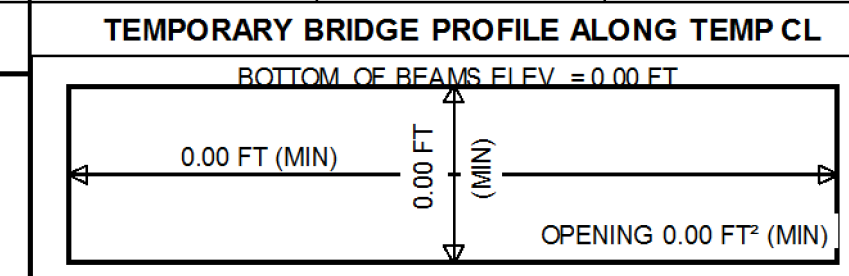 TEMPORARY BRIDGE PROFILE ALONG TEMP CL
BOTTOM OF BEAMS ELEV. = 0.00 FT
0.00 FT (MIN)
0.00 FT
(MIN)
OPENING 0.00 FT² (MIN)